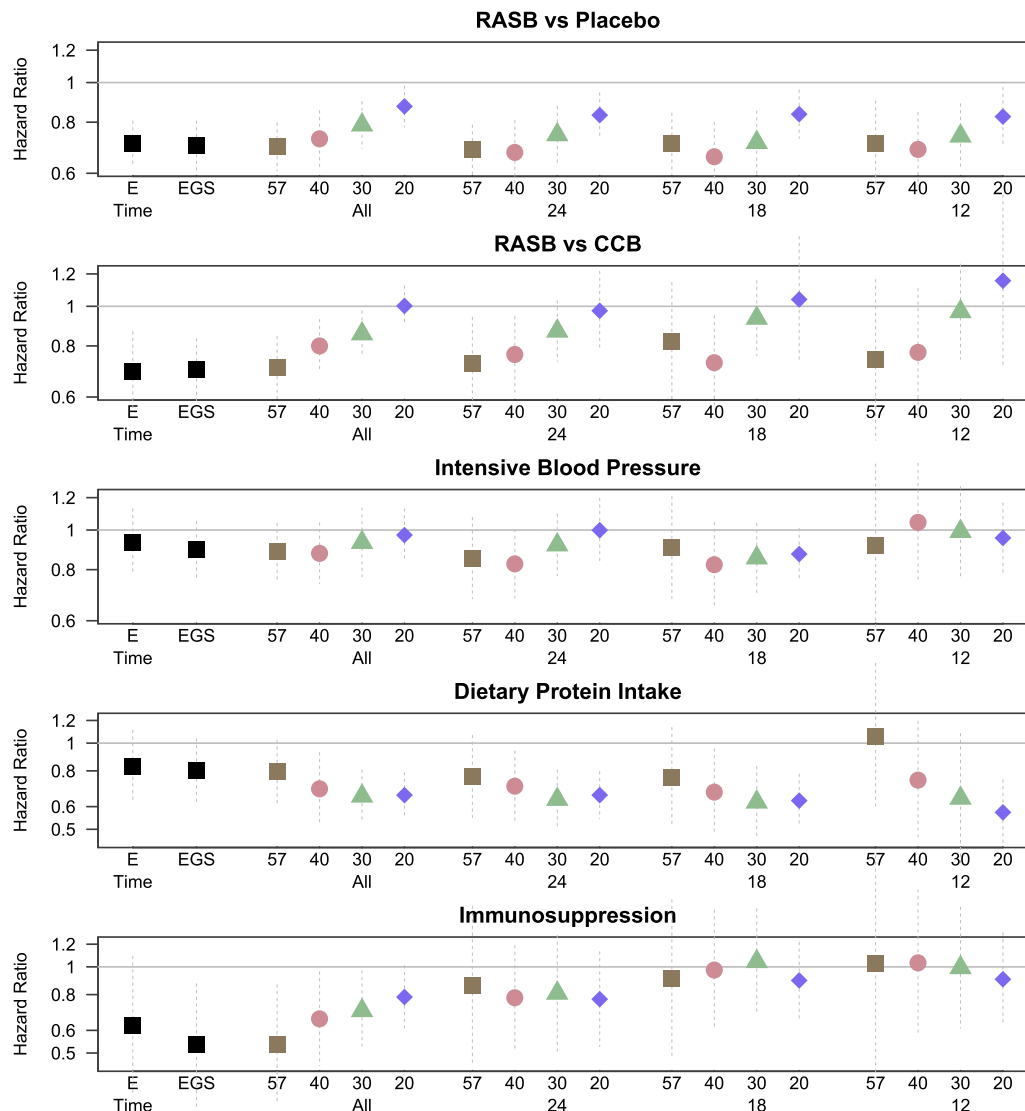 RASB vs Placebo
Hazard Ratio
1.2
1
0.8
0.6
E EGS 57 40 30 20 57 40 30 20 57 40 30 20 57 40 30 20
Time All 24 18 12
RASB vs CCB
Hazard Ratio
1.2
1
0.8
0.6
E EGS 57 40 30 20 57 40 30 20 57 40 30 20 57 40 30 20
Time All 24 18 12
Intensive Blood Pressure
Hazard Ratio
1.2
1
0.8
0.6
E EGS 57 40 30 20 57 40 30 20 57 40 30 20 57 40 30 20
Time All 24 18 12
Dietary Protein Intake
Hazard Ratio
1.2
1
0.8
0.6
0.5
E EGS 57 40 30 20 57 40 30 20 57 40 30 20 57 40 30 20
Time All 24 18 12
Immunosuppression
Hazard Ratio
1.2
1
0.8
0.6
0.5
E EGS 57 40 30 20 57 40 30 20 57 40 30 20 57 40 30 20
Time All 24 18 12